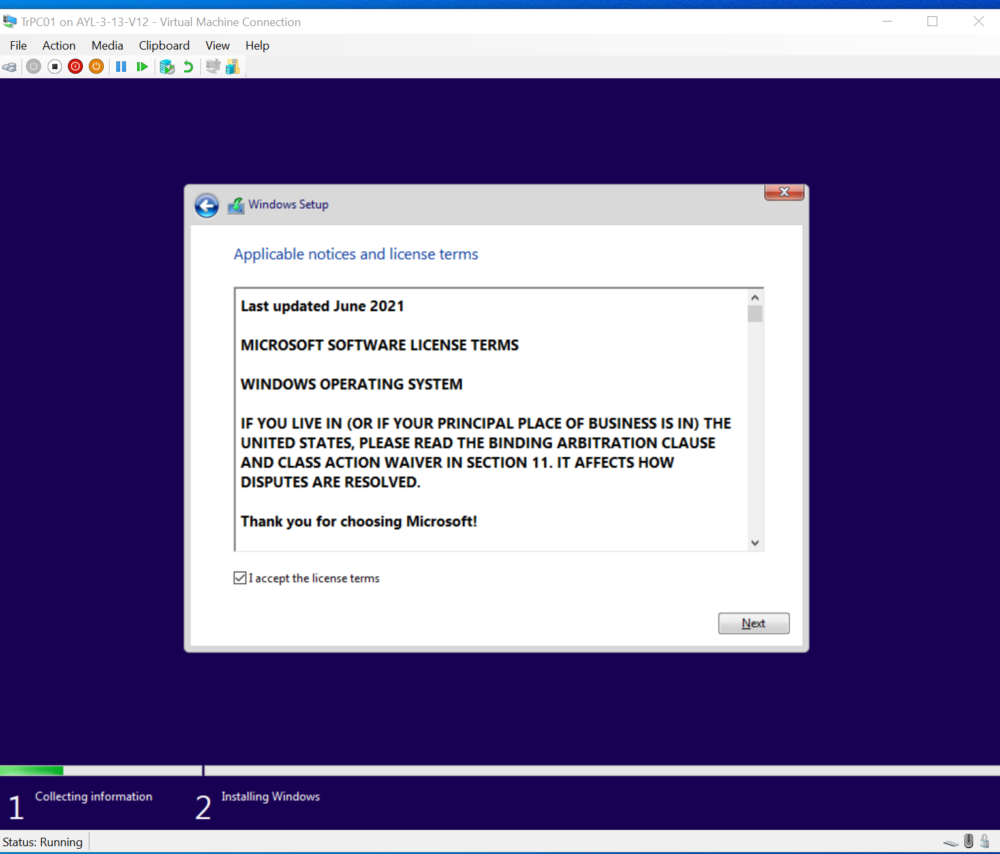 TrPC01 on AYL-3-13-V12 - Virtual Machine Connection
File Action Media Clipboard View Help
Windows Setup
X
Applicable notices and license terms
Last updated June 2021
MICROSOFT SOFTWARE LICENSE TERMS
WINDOWS OPERATING SYSTEM
IF YOU LIVE IN (OR IF YOUR PRINCIPAL PLACE OF BUSINESS IS IN) THE
UNITED STATES, PLEASE READ THE BINDING ARBITRATION CLAUSE
AND CLASS ACTION WAIVER IN SECTION 11. IT AFFECTS HOW
DISPUTES ARE RESOLVED.
Thank you for choosing Microsoft!
I accept the license terms
Next
1 Collecting information 2 Installing Windows
Status: Running